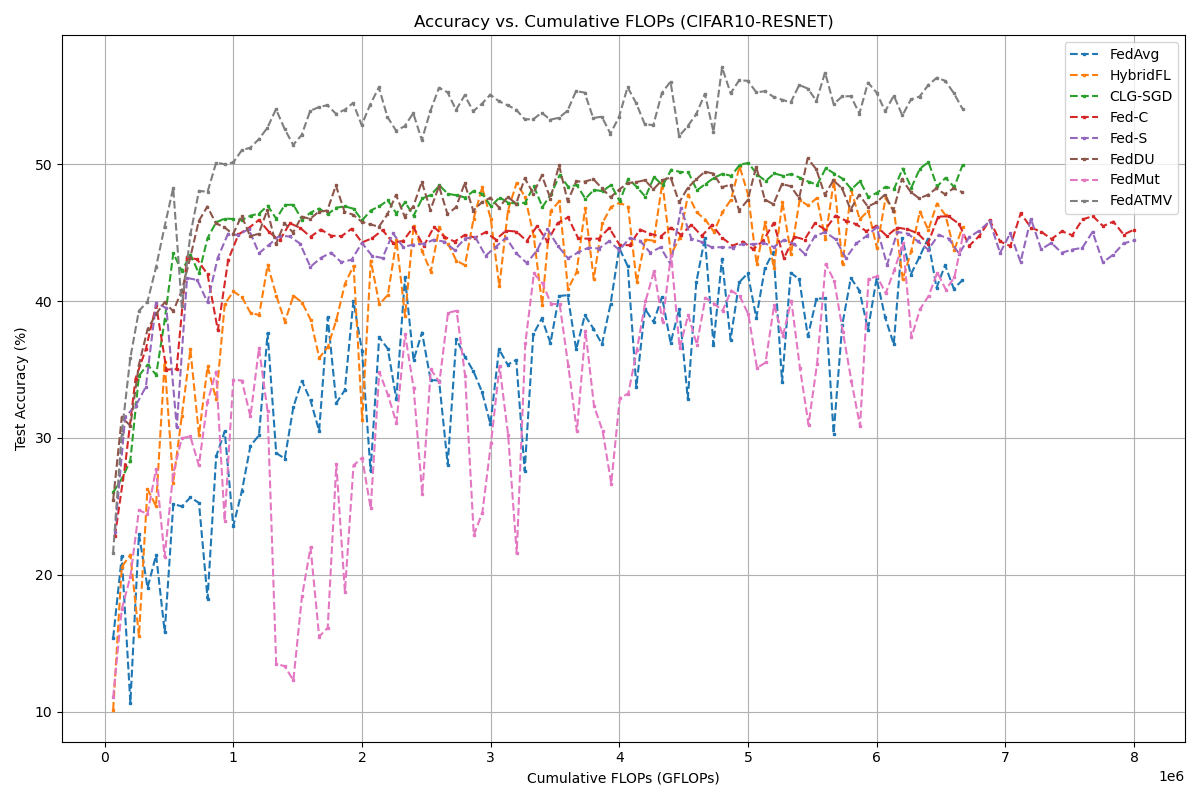 Accuracy vs. Cumulative FLOPs (CIFAR10-RESNET)
FedAvg
HybridFL
CLG-SGD
Fed-C
Fed-S
FedDU
FedMut
FedATMV
Test Accuracy (%)
50
40
30
20
10
0 1 2 3 4 5 6 7 8
1e6
Cumulative FLOPs (GFLOPs)